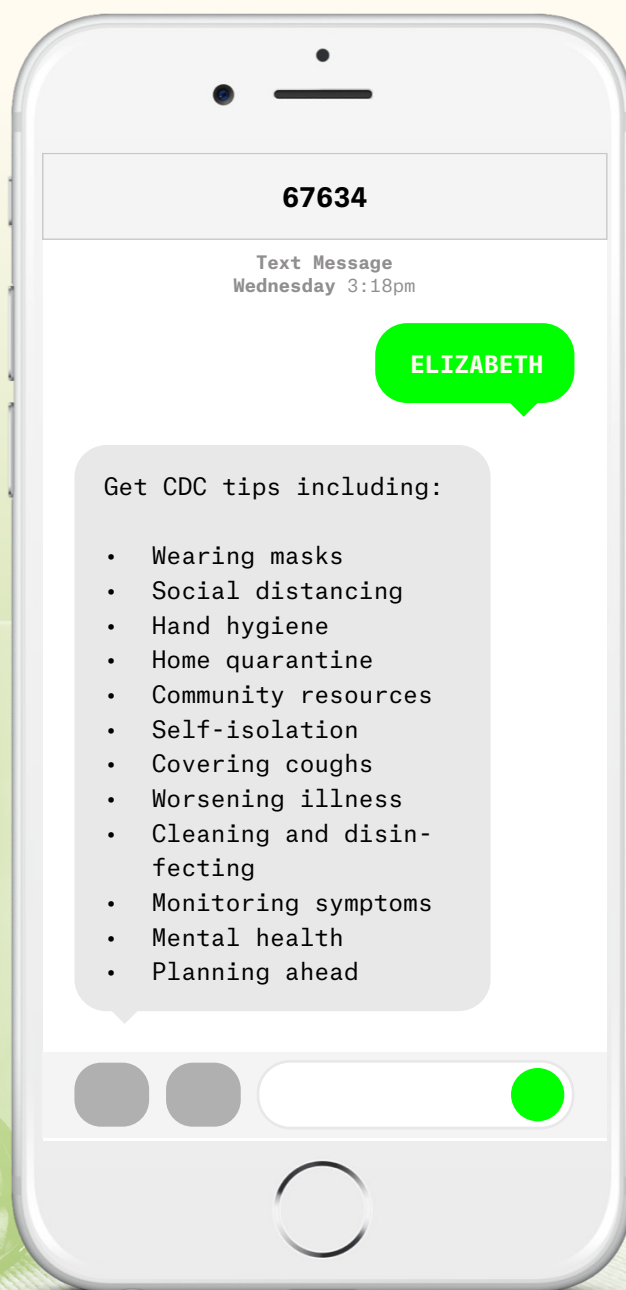 67634
Text Message
Wednesday 3:18pm
ELIZABETH
Get CDC tips including:
• Wearing masks
• Social distancing
• Hand hygiene
• Home quarantine
• Community resources
• Self-isolation
• Covering coughs
• Worsening illness
• Cleaning and disin-
fecting
• Monitoring symptoms
• Mental health
• Planning ahead